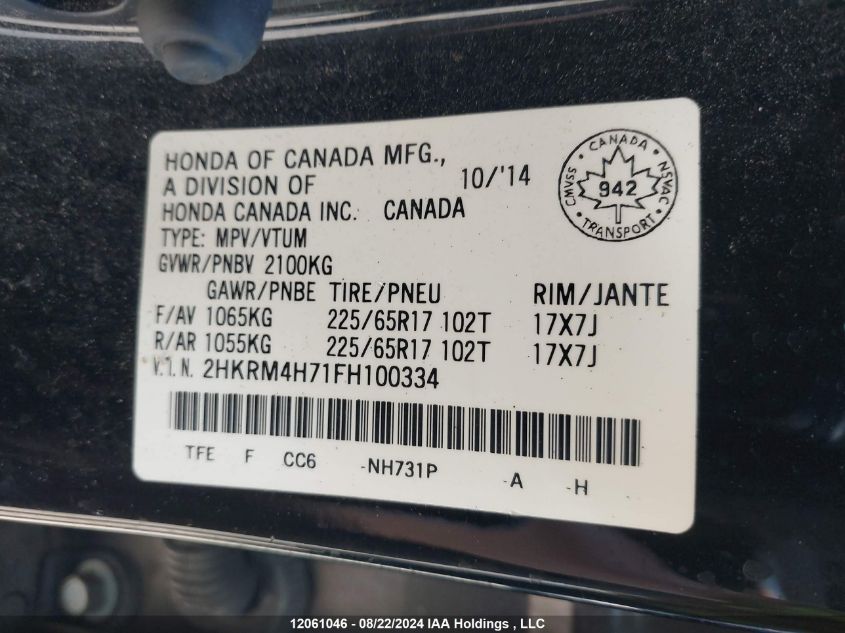 HONDA OF CANADA MFG.,
A DIVISION OF 10/'14
HONDA CANADA INC. CANADA
TYPE: MPV/VTUM
GVWR/PNBV 2100KG
GAWR/PNBE TIRE/PNEU RIM/JANTE
F/AV 1065KG 225/65R17 102T 17X7J
R/AR 1055KG 225/65R17 102T 17X7J
V.I.N. 2HKRM4H71FH100334
TFE F CC6 -NH731P -A -H
CANADA
CMVSS 942 NSVAC
TRANSPORT
12061046 - 08/22/2024 IAA Holdings , LLC